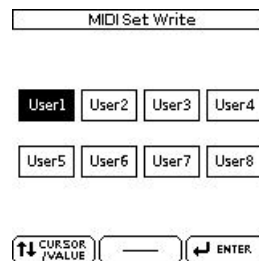 MIDI Set Write
User1 User2 User3 User4
User5 User6 User7 User8
CURSOR
/VALUE
ENTER